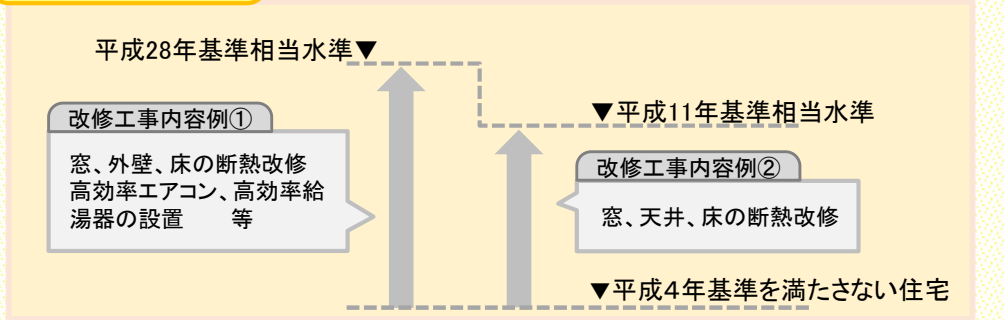 平成28年基準相当水準▼
▼平成11年基準相当水準
改修工事内容例①
窓、外壁、床の断熱改修
高効率エアコン、高効率給
湯器の設置　　等
改修工事内容例②
窓、天井、床の断熱改修
▼平成４年基準を満たさない住宅